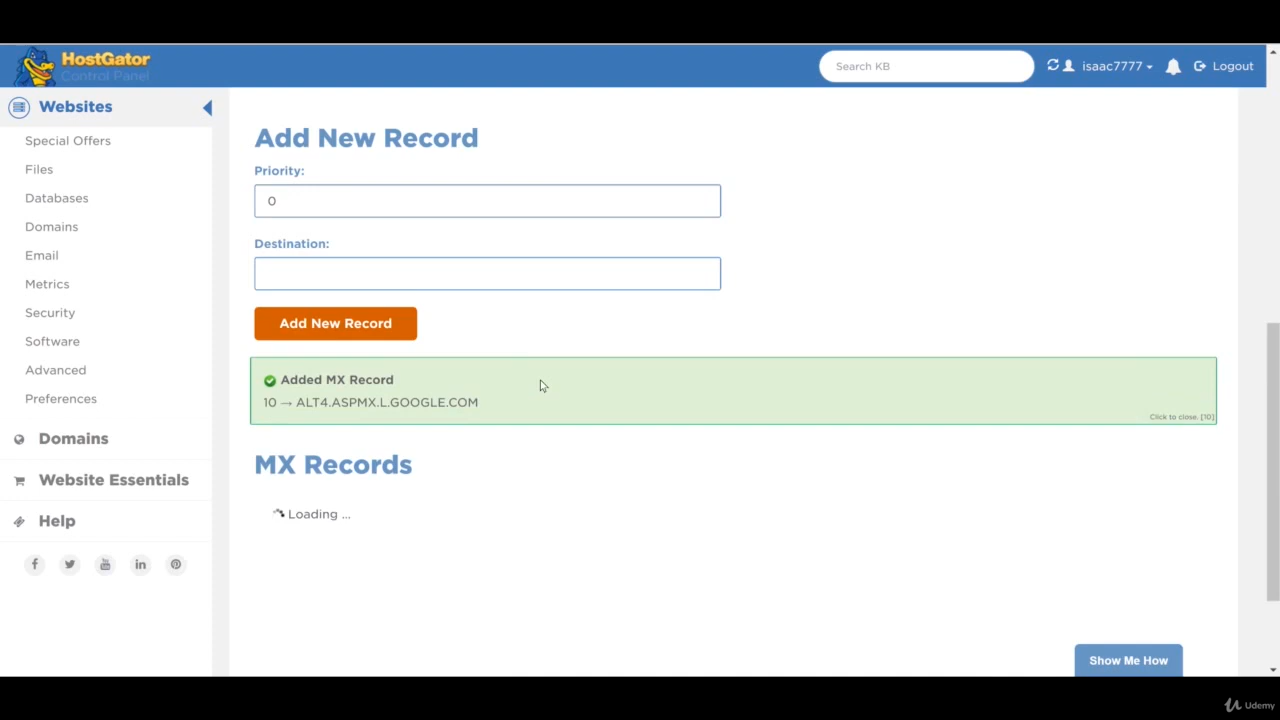 HostGator
Control Panel
Search KB
isaac7777
Logout
Websites
Special Offers
Files
Databases
Domains
Email
Metrics
Security
Software
Advanced
Preferences
Domains
Website Essentials
Help
Add New Record
Priority:
0
Destination:
Add New Record
Added MX Record
10 → ALT4.ASPMX.L.GOOGLE.COM
Click to close. [10]
MX Records
Loading ...
Show Me How
Udemy